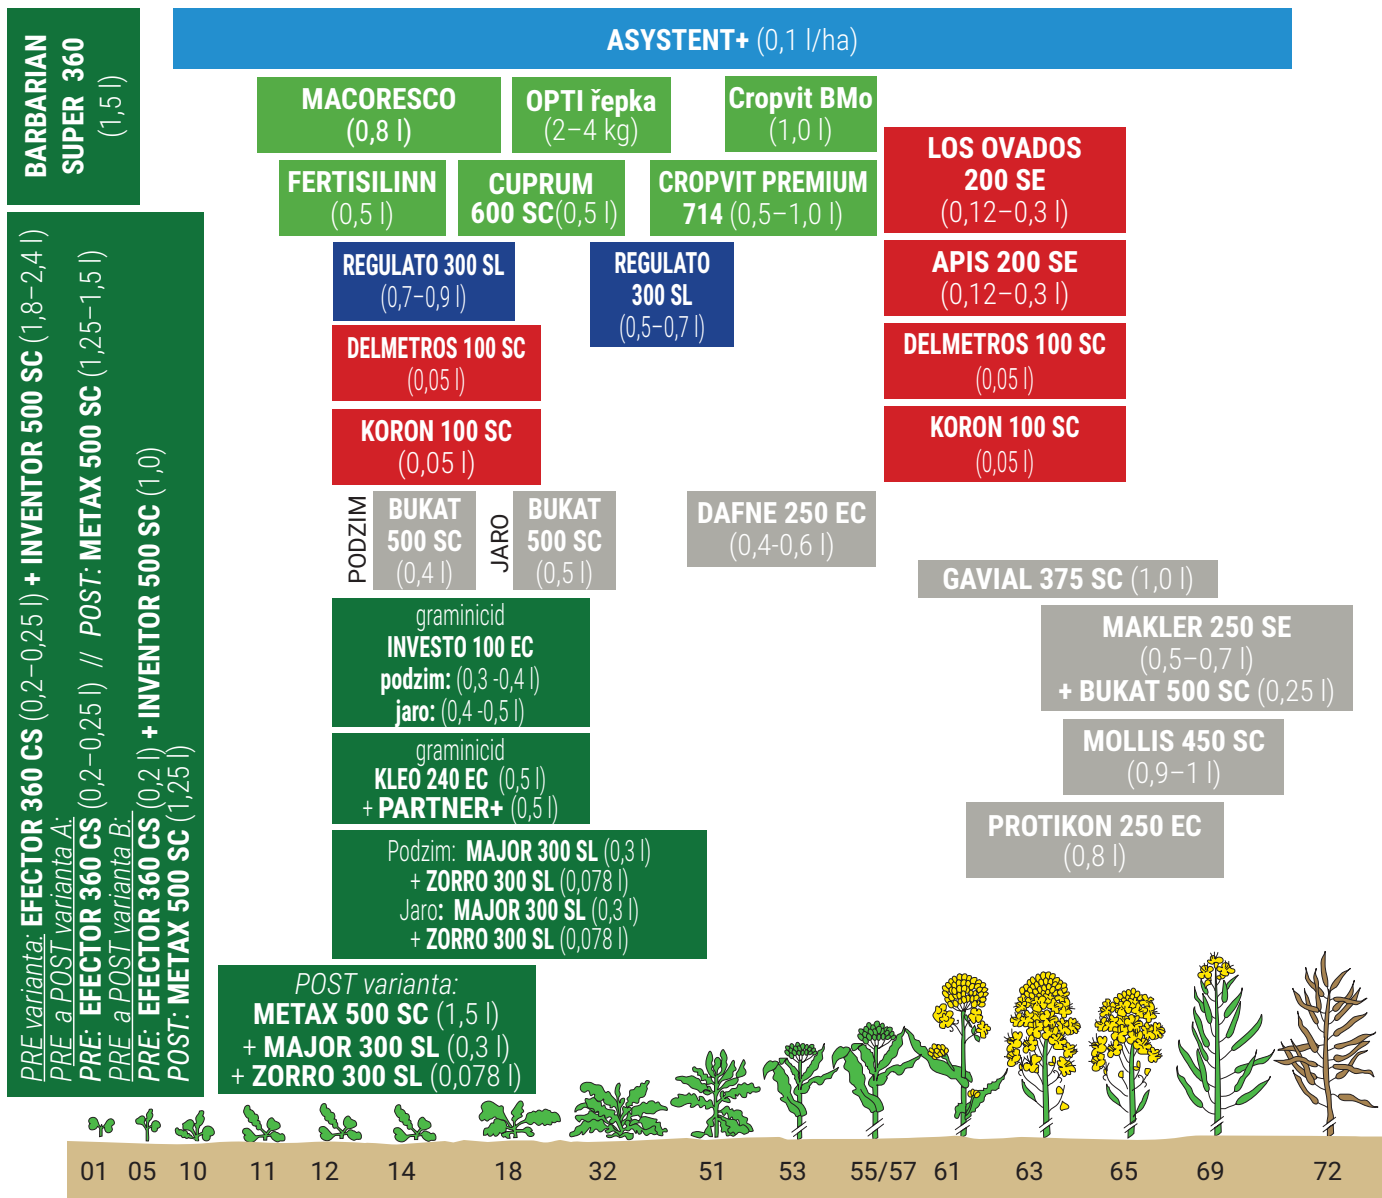 BARBARIAN
SUPER 360
(1,5 l)
ASYSTENT+ (0,1 l/ha)
MACORESCO
(0,8 l)
OPTI řepka
(2–4 kg)
Cropvit BMo
(1,0 l)
FERTISILINN
(0,5 l)
CUPRUM
600 SC(0,5 l)
CROPVIT PREMIUM
714 (0,5–1,0 l)
LOS OVADOS
200 SE
(0,12–0,3 l)
REGULATO 300 SL
(0,7–0,9 l)
REGULATO
300 SL
(0,5–0,7 l)
APIS 200 SE
(0,12–0,3 l)
DELMETROS 100 SC
(0,05 l)
DELMETROS 100 SC
(0,05 l)
KORON 100 SC
(0,05 l)
KORON 100 SC
(0,05 l)
PODZIM
BUKAT
500 SC
(0,4 l)
JARO
BUKAT
500 SC
(0,5 l)
DAFNE 250 EC
(0,4-0,6 l)
GAVIAL 375 SC (1,0 l)
graminicid
INVESTO 100 EC
podzim: (0,3 -0,4 l)
jaro: (0,4 -0,5 l)
MAKLER 250 SE
(0,5–0,7 l)
+ BUKAT 500 SC (0,25 l)
graminicid
KLEO 240 EC (0,5 l)
+ PARTNER+ (0,5 l)
MOLLIS 450 SC
(0,9–1 l)
PROTIKON 250 EC
(0,8 l)
Podzim: MAJOR 300 SL (0,3 l)
+ ZORRO 300 SL (0,078 l)
Jaro: MAJOR 300 SL (0,3 l)
+ ZORRO 300 SL (0,078 l)
POST varianta:
METAX 500 SC (1,5 l)
+ MAJOR 300 SL (0,3 l)
+ ZORRO 300 SL (0,078 l)
PRE varianta: EFECTOR 360 CS (0,2–0,25 l) + INVENTOR 500 SC (1,8–2,4 l)
PRE a POST varianta A:
PRE: EFECTOR 360 CS (0,2–0,25 l) // POST: METAX 500 SC (1,25–1,5 l)
PRE a POST varianta B:
PRE: EFECTOR 360 CS (0,2 l) + INVENTOR 500 SC (1,0)
POST: METAX 500 SC (1,25 l)
01 05 10 11 12 14 18 32 51 53 55/57 61 63 65 69 72